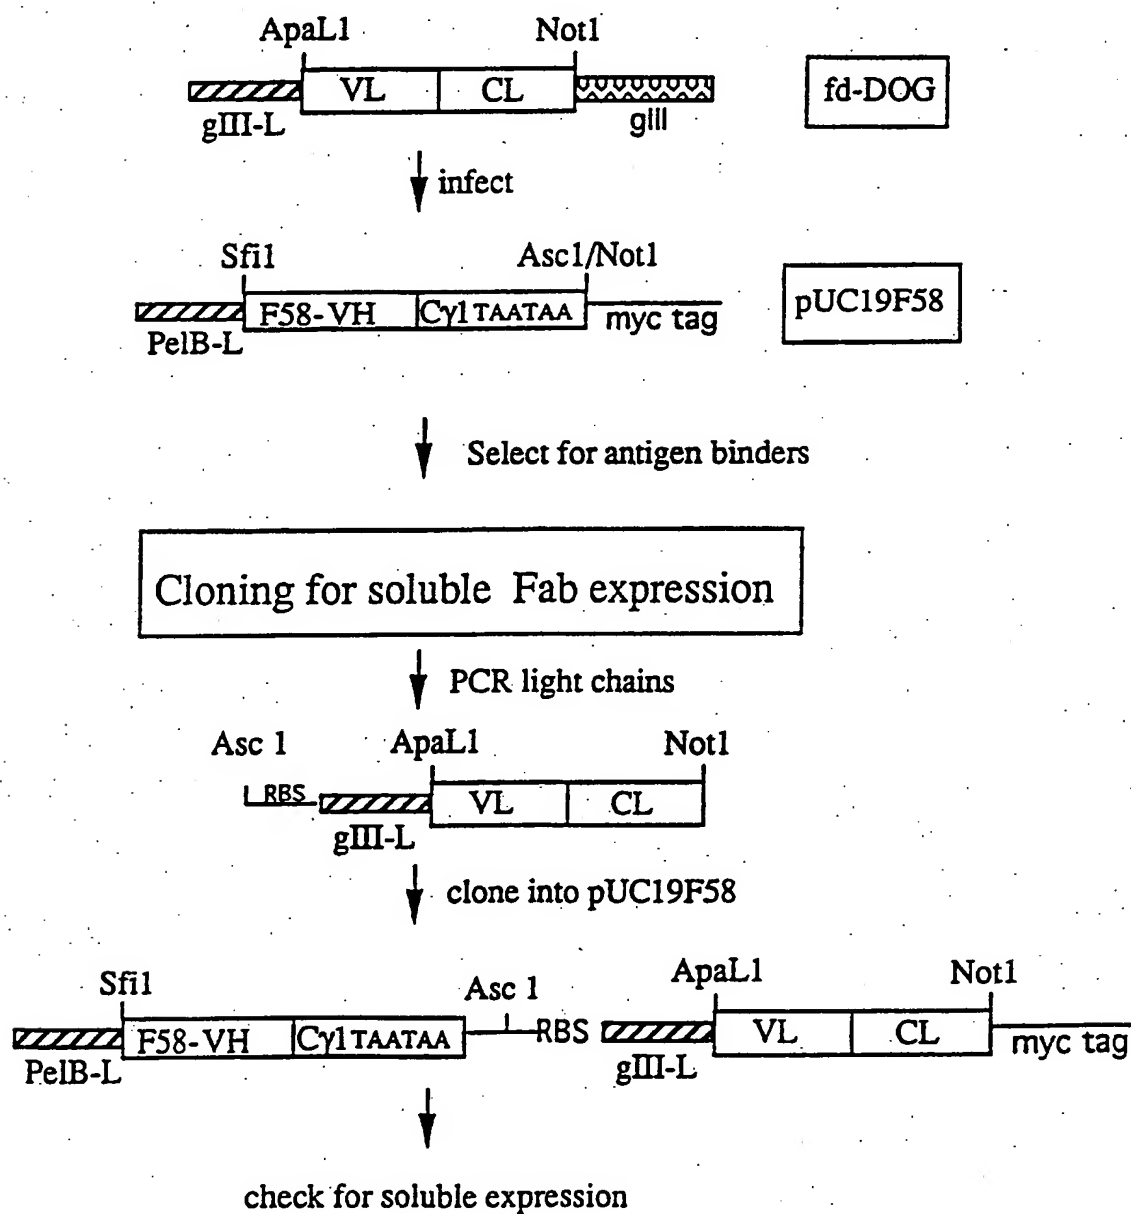 ApaL1 Not1
VL CL
gIII-L gIII
fd-DOG
infect
Sfi1 Asc1/Not1
F58-VH Cγ1 TAATAA
PelB-L myc tag
pUC19F58
Select for antigen binders
Cloning for soluble Fab expression
PCR light chains
Asc 1 ApaL1 Not1
RBS VL CL
gIII-L
clone into pUC19F58
Sfi1 Asc 1 ApaL1 Not1
F58-VH Cγ1 TAATAA RBS VL CL
PelB-L gIII-L myc tag
check for soluble expression